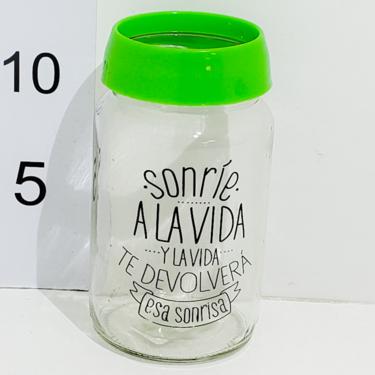 10
5
·sonríe·
A LA VIDA
Y LA VIDA
TE DEVOLVERÁ
esa sonrisa